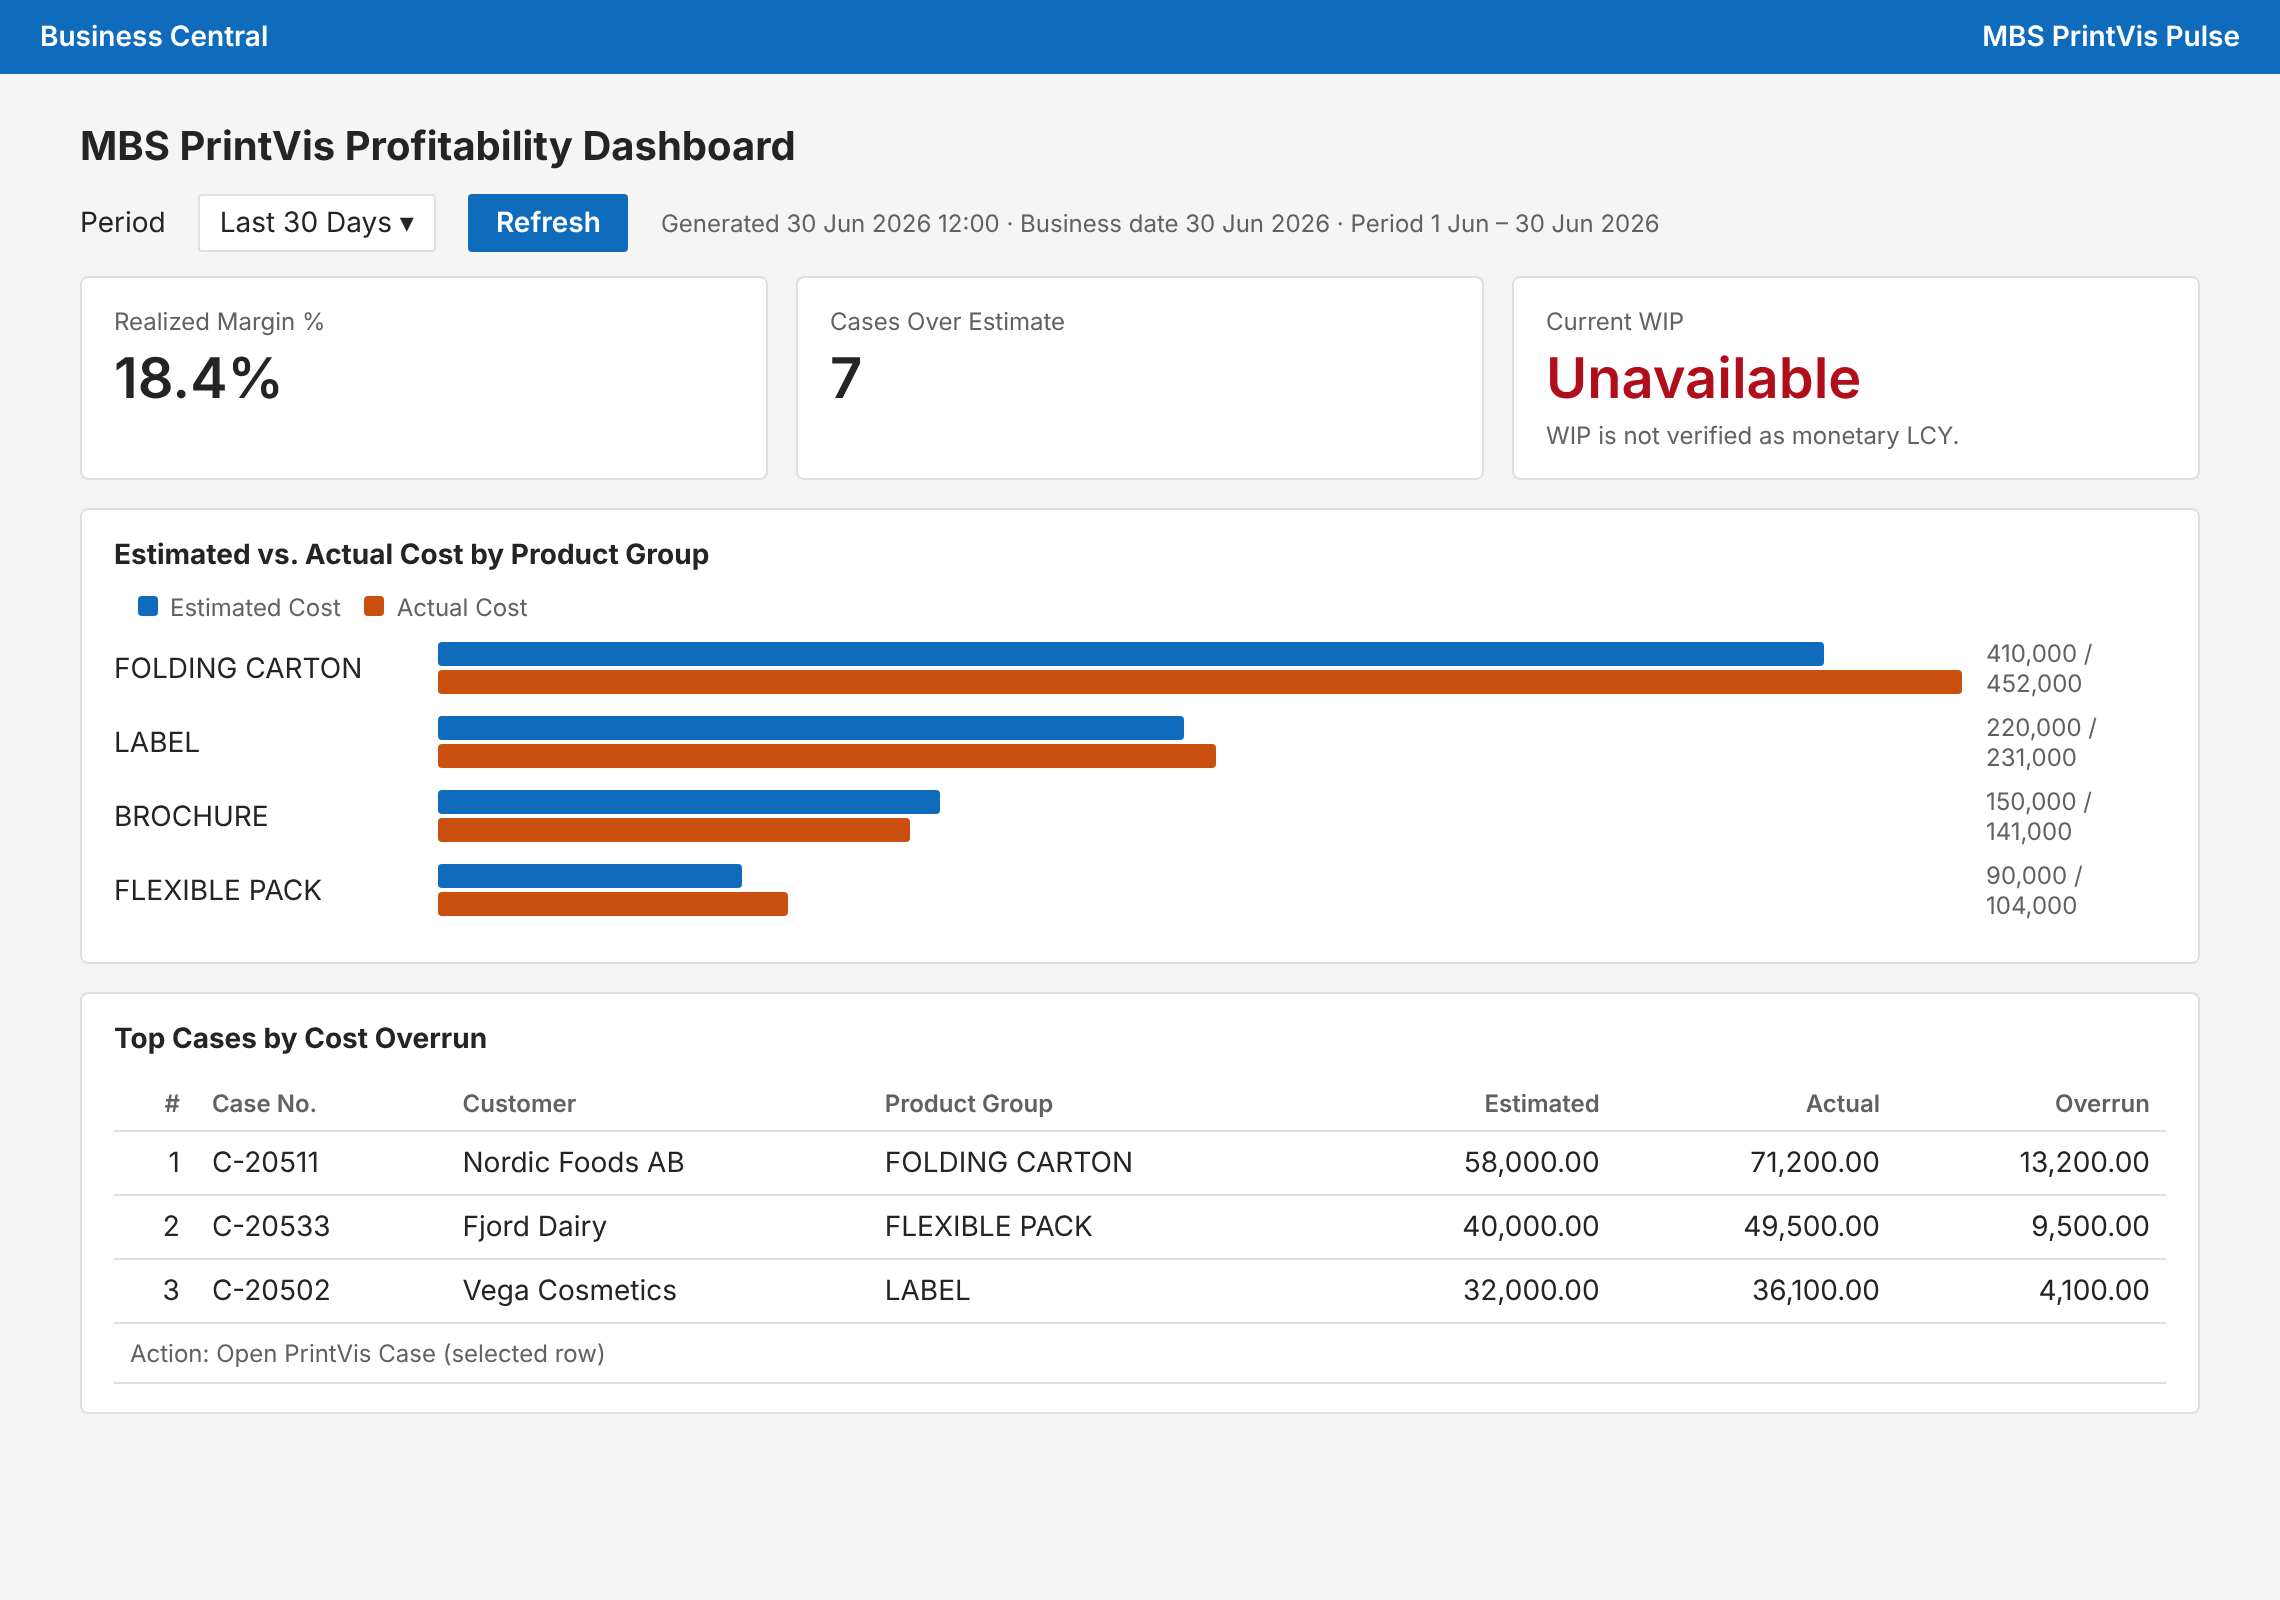 Business Central
MBS PrintVis Pulse
MBS PrintVis Profitability Dashboard
Period Last 30 Days ▾ Refresh Generated 30 Jun 2026 12:00 · Business date 30 Jun 2026 · Period 1 Jun – 30 Jun 2026
Realized Margin %
18.4%
Cases Over Estimate
7
Current WIP
Unavailable
WIP is not verified as monetary LCY.
Estimated vs. Actual Cost by Product Group
Estimated Cost Actual Cost
FOLDING CARTON
410,000 /
452,000
LABEL
220,000 /
231,000
BROCHURE
150,000 /
141,000
FLEXIBLE PACK
90,000 /
104,000
Top Cases by Cost Overrun
# Case No. Customer Product Group Estimated Actual Overrun
1 C-20511 Nordic Foods AB FOLDING CARTON 58,000.00 71,200.00 13,200.00
2 C-20533 Fjord Dairy FLEXIBLE PACK 40,000.00 49,500.00 9,500.00
3 C-20502 Vega Cosmetics LABEL 32,000.00 36,100.00 4,100.00
Action: Open PrintVis Case (selected row)